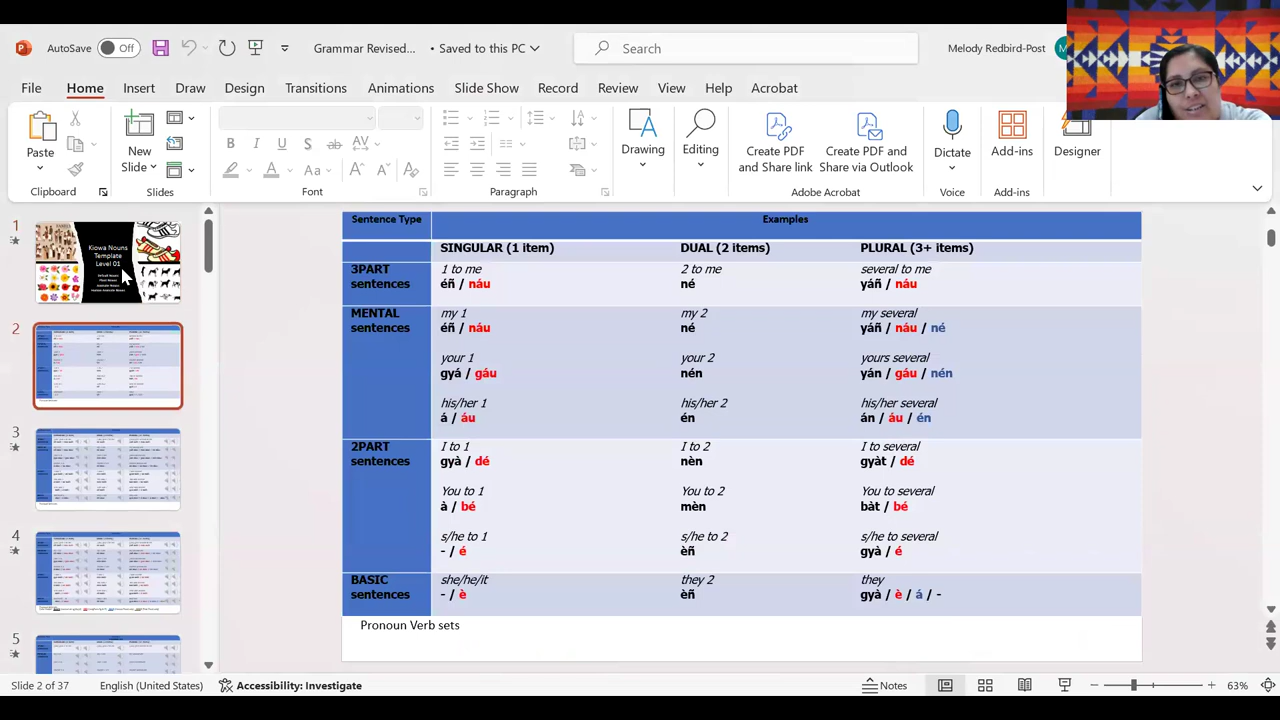 AutoSave Off Grammar Revised... • Saved to this PC Search Melody Redbird-Post
File Home Insert Draw Design Transitions Animations Slide Show Record Review View Help Acrobat
Paste New Slide Drawing Editing Create PDF and Share link Create PDF and Share via Outlook Dictate Add-ins Designer
Clipboard Slides Font Paragraph Adobe Acrobat Voice Add-ins
1
Kiowa Nouns
Template
Level 01
2
3
4
5
Sentence Type Examples
SINGULAR (1 item) DUAL (2 items) PLURAL (3+ items)
3PART 1 to me 2 to me several to me
sentences éñ / náu né yáñ / náu
MENTAL my 1 my 2 my several
sentences éñ / náu né yáñ / náu / né
your 1 your 2 yours several
gyá / gáu nén yán / gáu / nén
his/her 1 his/her 2 his/her several
á / áu én án / áu / én
2PART I to 1 I to 2 I to several
sentences gyà / dé nèn gyàt / dé
You to 1 You to 2 You to several
à / bé mèn bàt / bé
s/he to 1 s/he to 2 s/he to several
- / é èñ gyà / é
BASIC she/he/it they 2 they
sentences - / è èñ gyà / è / á / -
Pronoun Verb sets
Slide 2 of 37 English (United States) Accessibility: Investigate Notes 63%